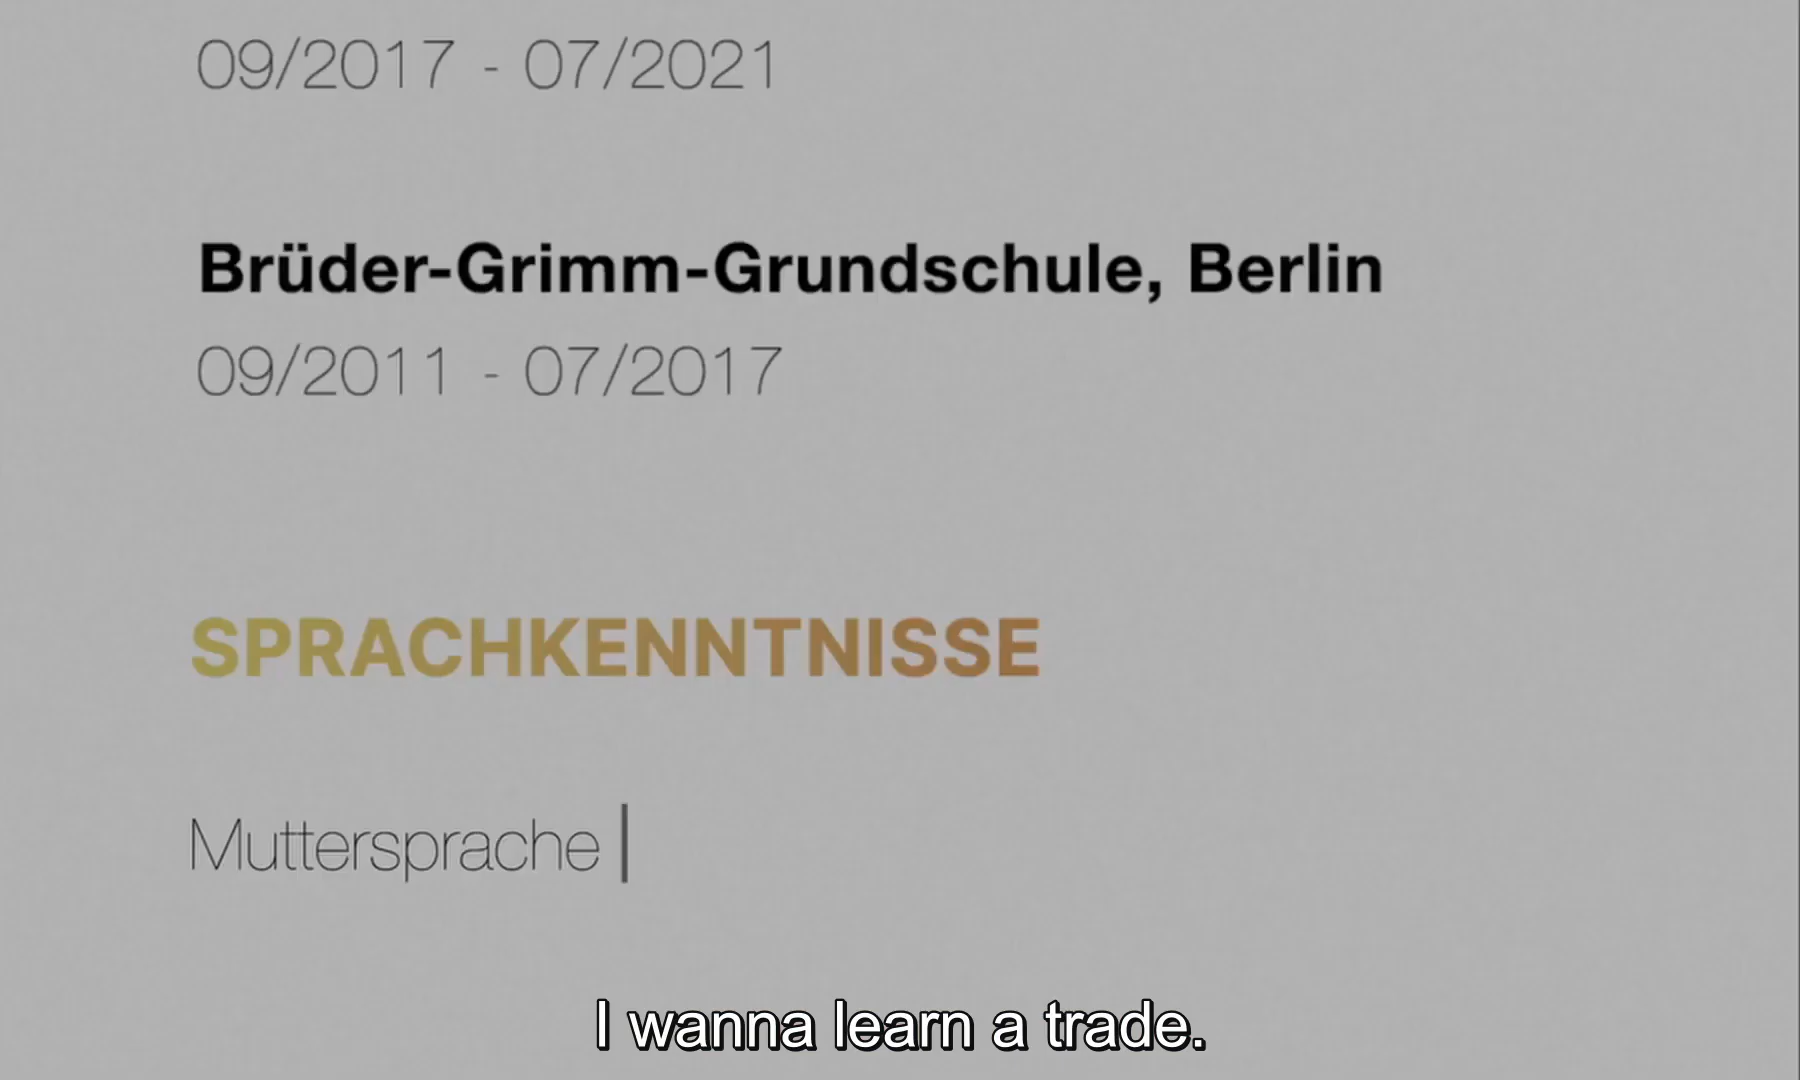 09/2017 - 07/2021
Brüder-Grimm-Grundschule, Berlin
09/2011 - 07/2017
SPRACHKENNTNISSE
Muttersprache
I wanna learn a trade.